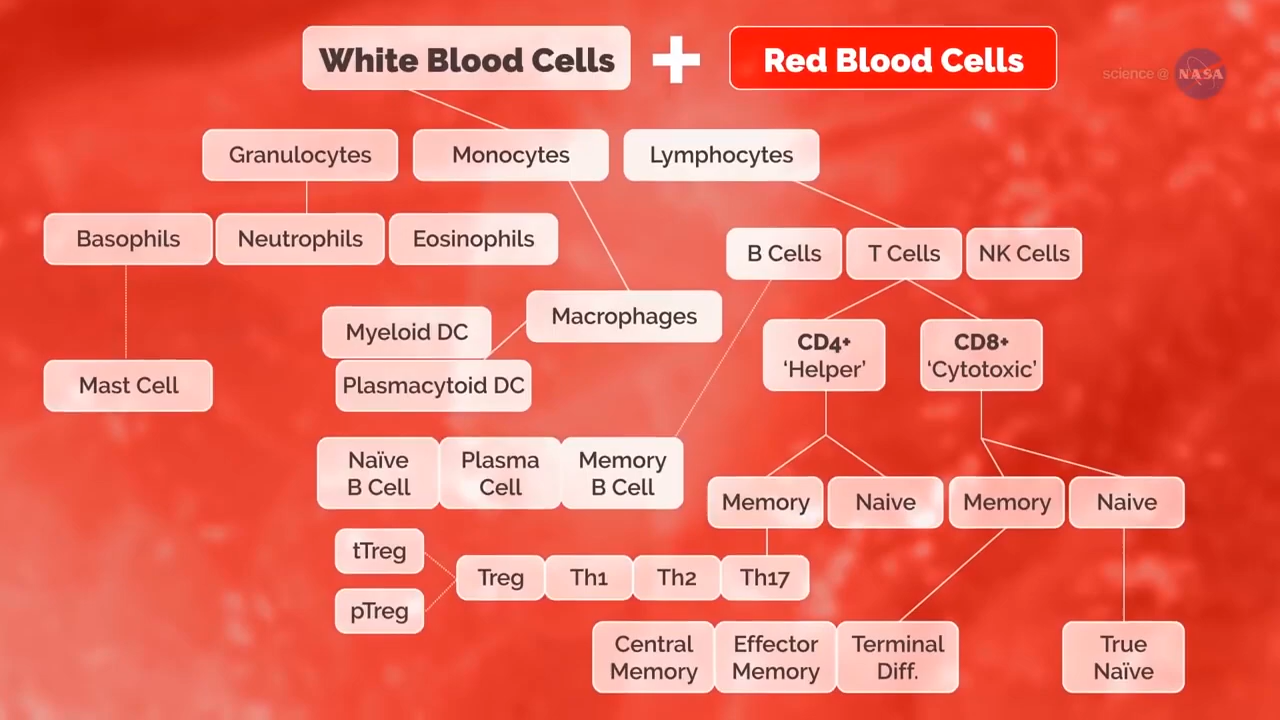 White Blood Cells + Red Blood Cells
science @ NASA
Granulocytes Monocytes Lymphocytes
Basophils Neutrophils Eosinophils
B Cells T Cells NK Cells
Macrophages
Myeloid DC
Plasmacytoid DC
Mast Cell
CD4+
‘Helper’
CD8+
‘Cytotoxic’
Naïve
B Cell
Plasma
Cell
Memory
B Cell
Memory Naive Memory Naive
tTreg
pTreg
Treg Th1 Th2 Th17
Central
Memory
Effector
Memory
Terminal
Diff.
True
Naïve